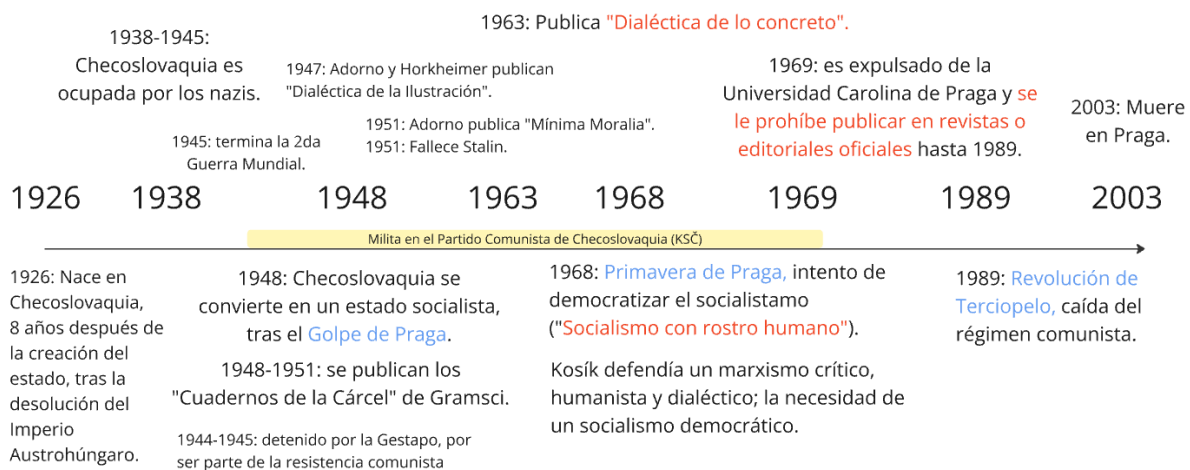 1963: Publica "Dialéctica de lo concreto".
1938-1945:
Checoslovaquia es
ocupada por los nazis.
1947: Adorno y Horkheimer publican
"Dialéctica de la Ilustración".
1969: es expulsado de la
Universidad Carolina de Praga y se
le prohíbe publicar en revistas o
editoriales oficiales hasta 1989.
2003: Muere
en Praga.
1945: termina la 2da
Guerra Mundial.
1951: Adorno publica "Mínima Moralia".
1951: Fallece Stalin.
1926 1938 1948 1963 1968 1969 1989 2003
Milita en el Partido Comunista de Checoslovaquia (KSČ)
1926: Nace en
Checoslovaquia,
8 años después de
la creación del
estado, tras la
desolución del
Imperio
Austrohúngaro.
1948: Checoslovaquia se
convierte en un estado socialista,
tras el Golpe de Praga.
1948-1951: se publican los
"Cuadernos de la Cárcel" de Gramsci.
1944-1945: detenido por la Gestapo, por
ser parte de la resistencia comunista
1968: Primavera de Praga, intento de
democratizar el socialistamo
("Socialismo con rostro humano").
Kosík defendía un marxismo crítico,
humanista y dialéctico; la necesidad de
un socialismo democrático.
1989: Revolución de
Terciopelo, caída del
régimen comunista.